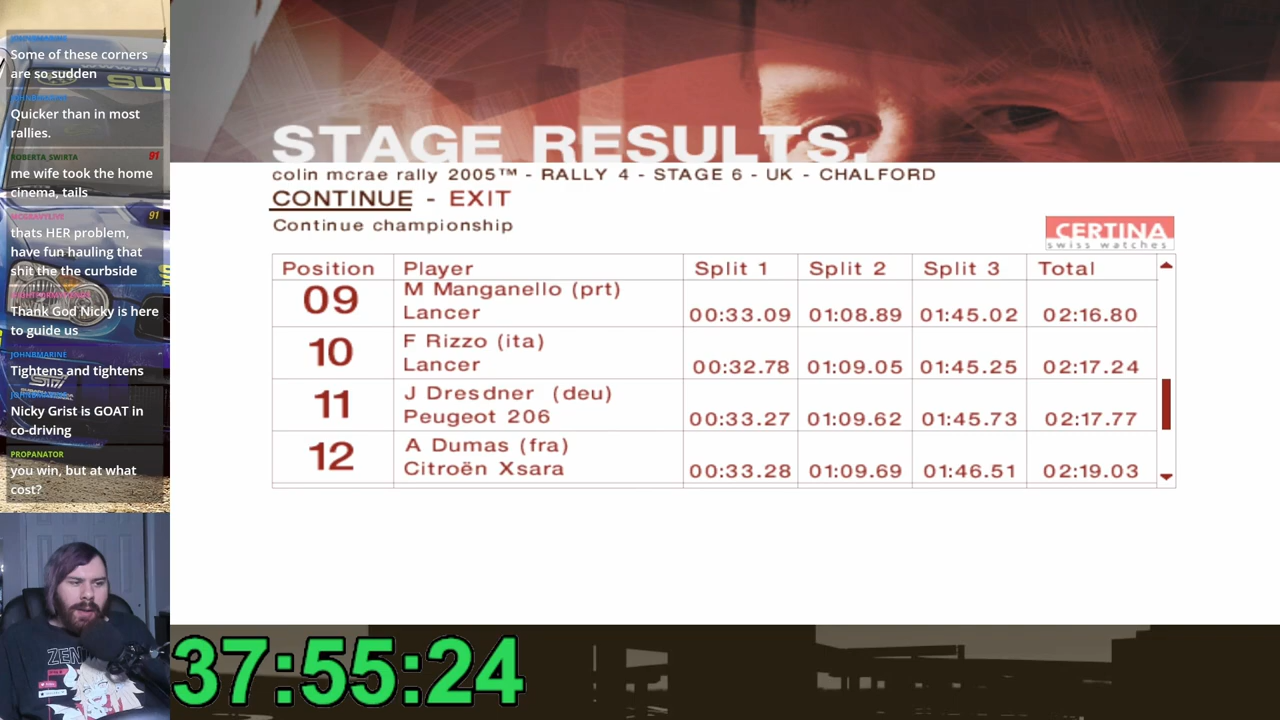 Some of these corners
are so sudden
Quicker than in most
rallies.
ROBERTA_SWIRTA 91
me wife took the home
cinema, tails
91
thats HER problem,
have fun hauling that
shit the the curbside
Thank God Nicky is here
to guide us
JOHNBMARINE
Tightens and tightens
JOHNBMARINE
Nicky Grist is GOAT in
co-driving
PROPANATOR
you win, but at what
cost?
STAGE RESULTS.
colin mcrae rally 2005™ - RALLY 4 - STAGE 6 - UK - CHALFORD
CONTINUE - EXIT
Continue championship
CERTINA
swiss watches
Position Player Split 1 Split 2 Split 3 Total
09 M Manganello (prt)
Lancer 00:33.09 01:08.89 01:45.02 02:16.80
10 F Rizzo (ita)
Lancer 00:32.78 01:09.05 01:45.25 02:17.24
11 J Dresdner (deu)
Peugeot 206 00:33.27 01:09.62 01:45.73 02:17.77
12 A Dumas (fra)
Citroën Xsara 00:33.28 01:09.69 01:46.51 02:19.03
37:55:24